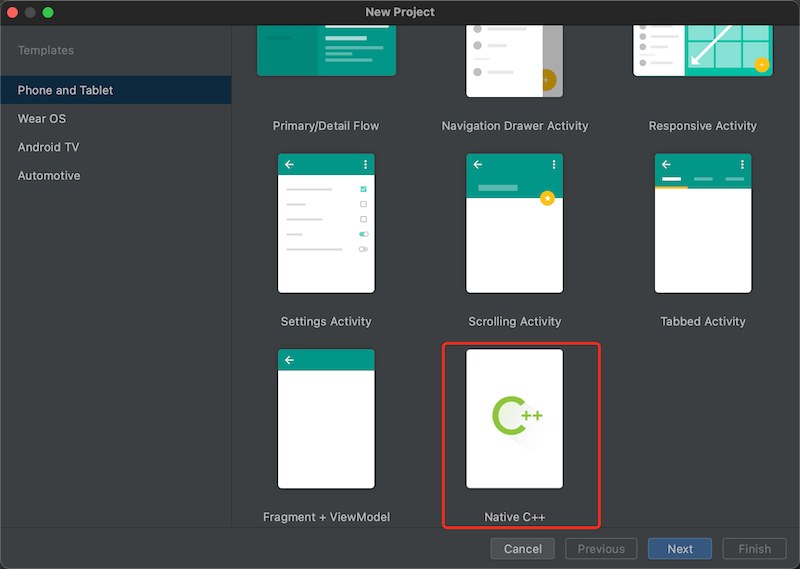 New Project
Templates
Phone and Tablet
Wear OS
Android TV
Automotive
Primary/Detail Flow
Navigation Drawer Activity
Responsive Activity
Settings Activity
Scrolling Activity
Tabbed Activity
C++
Fragment + ViewModel
Native C++
Cancel
Previous
Next
Finish